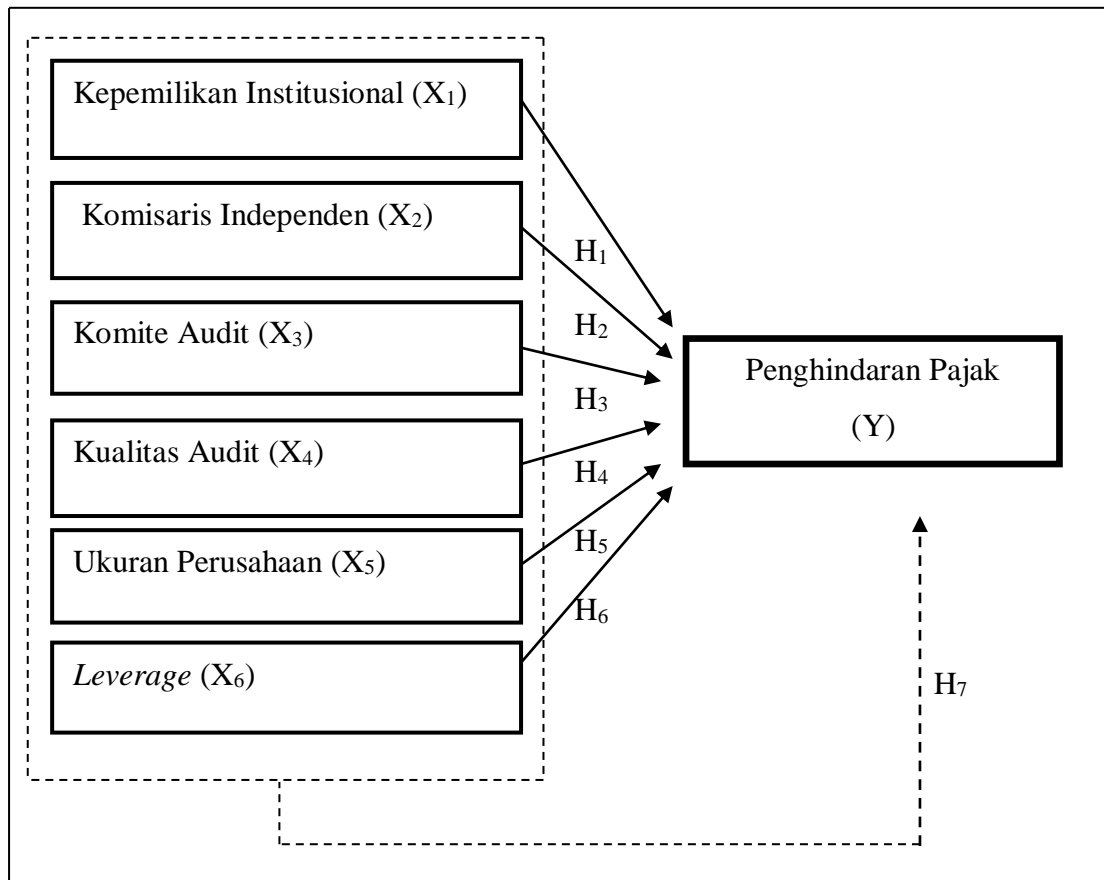 Kepemilikan Institusional (X₁)
Komisaris Independen (X₂)
Komite Audit (X₃)
Kualitas Audit (X₄)
Ukuran Perusahaan (X₅)
Leverage (X₆)
H₁
H₂
H₃
H₄
H₅
H₆
Penghindaran Pajak
(Y)
H₇